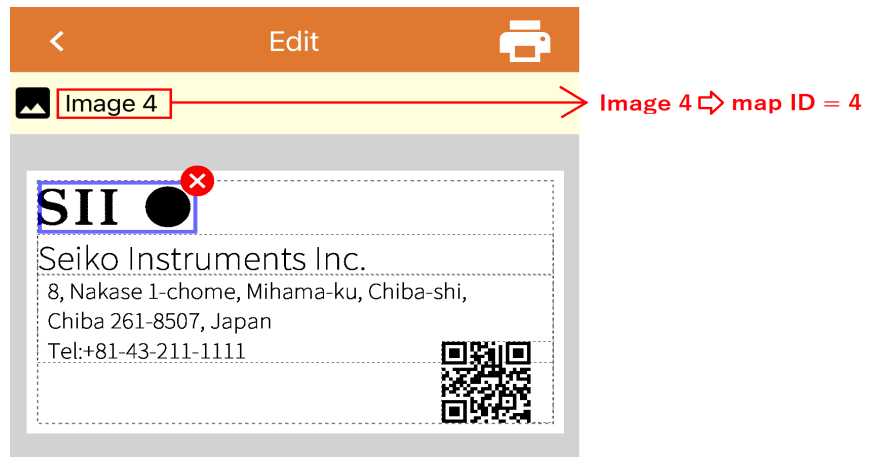 Edit
Image 4
Image 4 ⇨ map ID = 4
SII
Seiko Instruments Inc.
8, Nakase 1-chome, Mihama-ku, Chiba-shi,
Chiba 261-8507, Japan
Tel:+81-43-211-1111